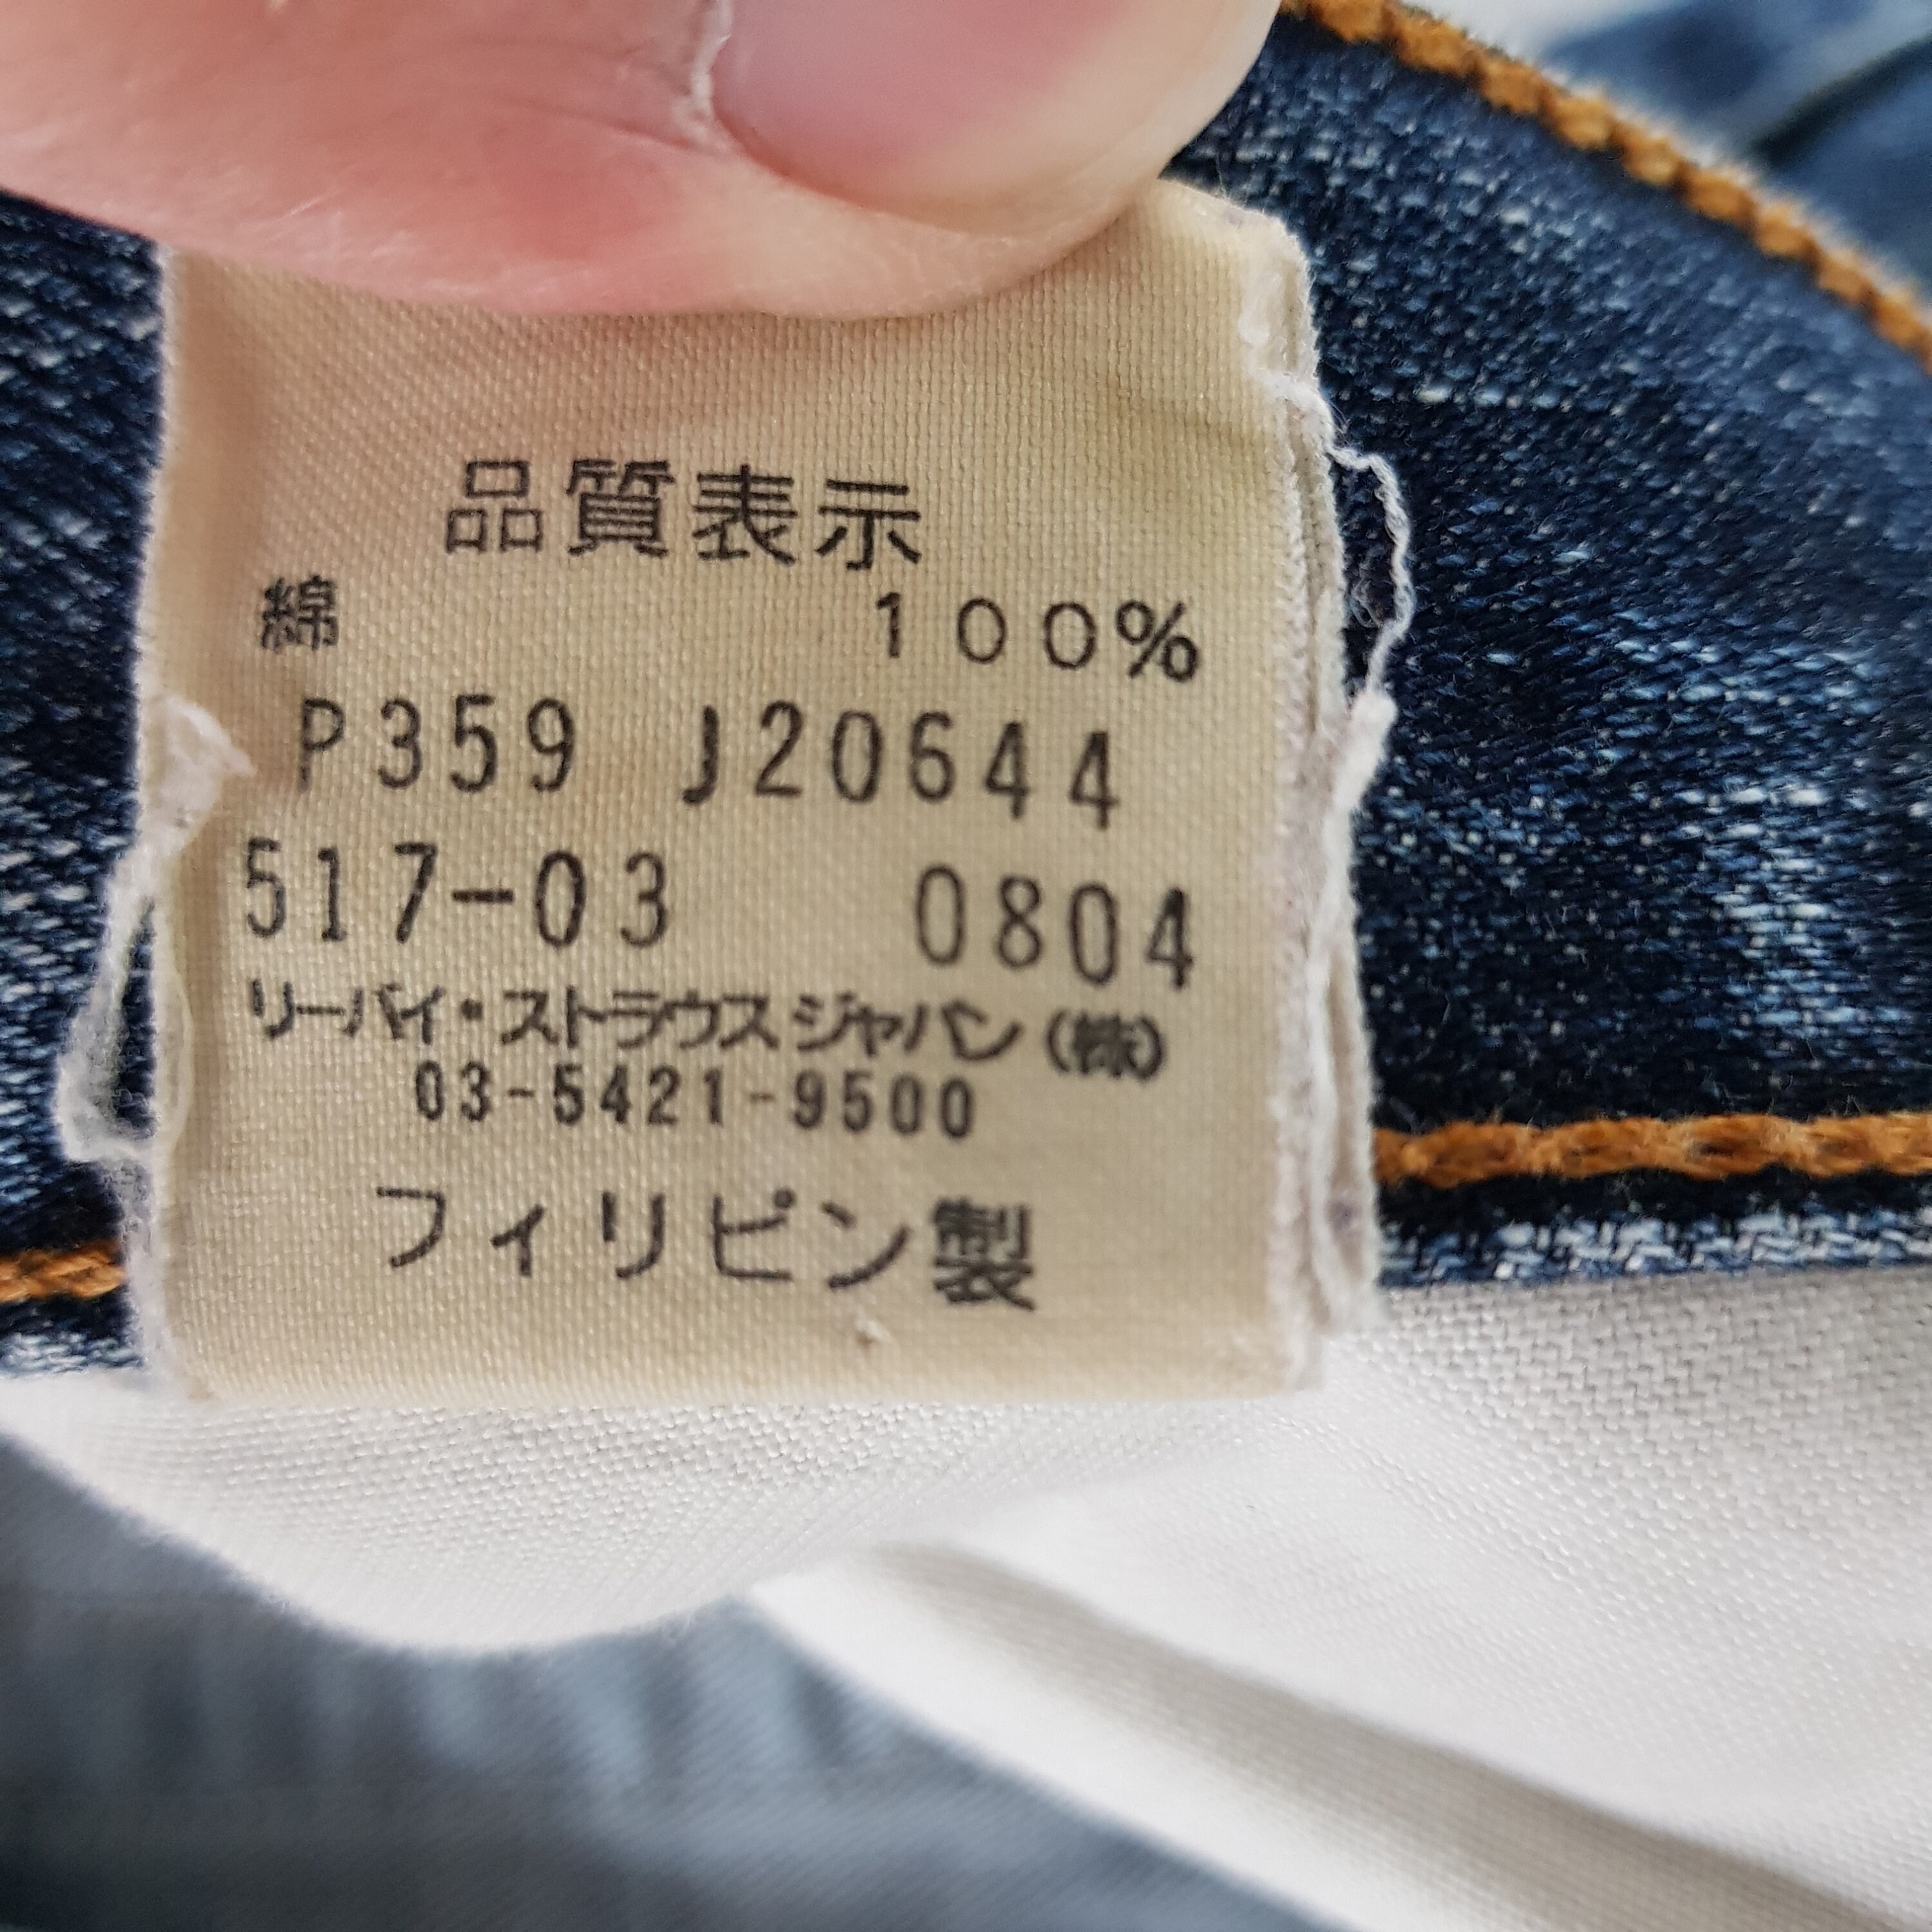 品質表示
綿 100%
P359 J20644
517-03 0804
リーバイ・ストラウスジャパン(株)
03-5421-9500
フィリピン製